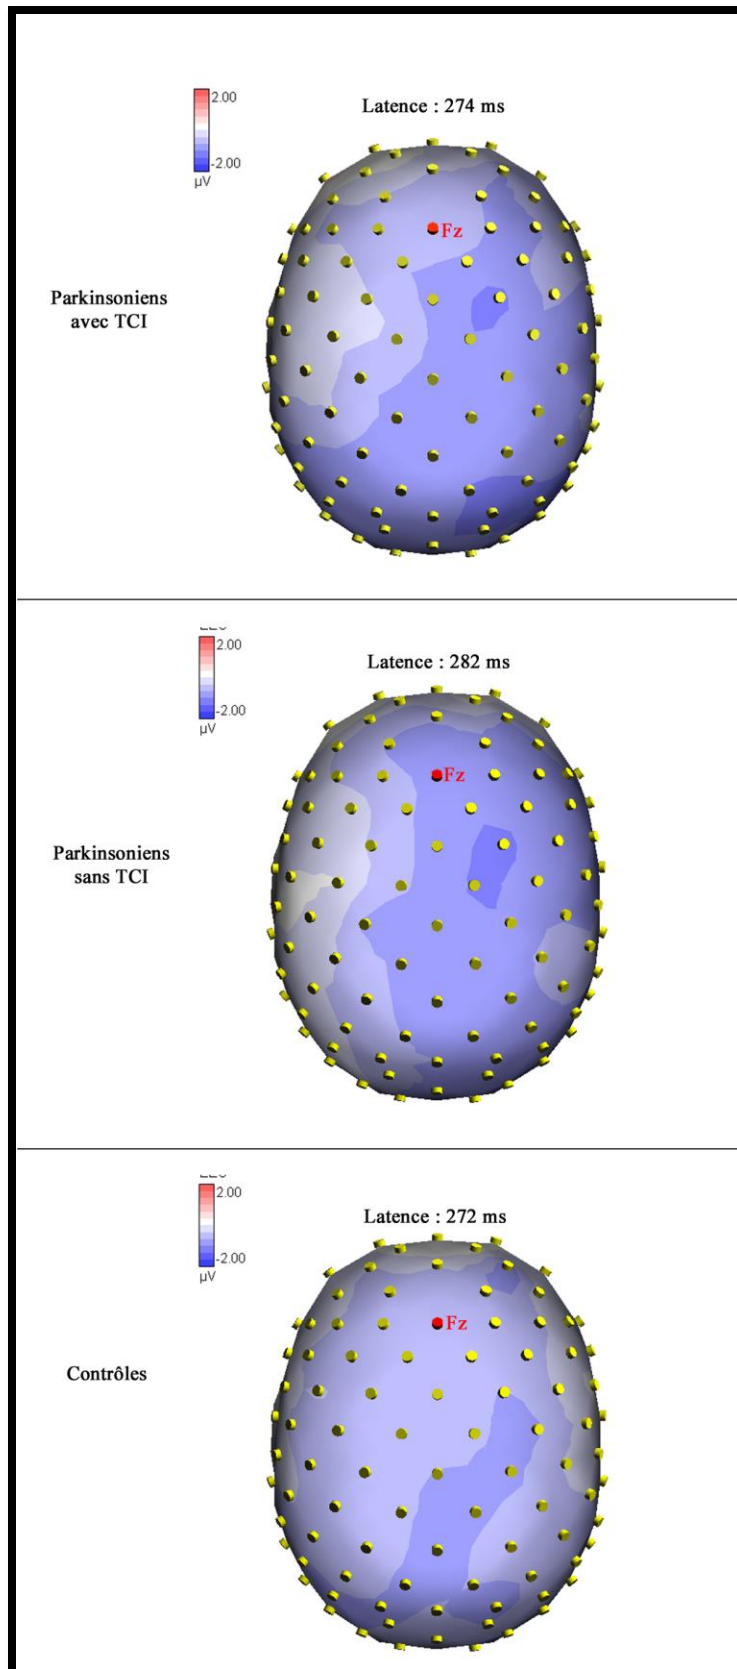 2.00
Latence : 274 ms
-2.00
µV
Fz
Parkinsoniens
avec TCI
2.00
Latence : 282 ms
-2.00
µV
Fz
Parkinsoniens
sans TCI
2.00
Latence : 272 ms
-2.00
µV
Fz
Contrôles